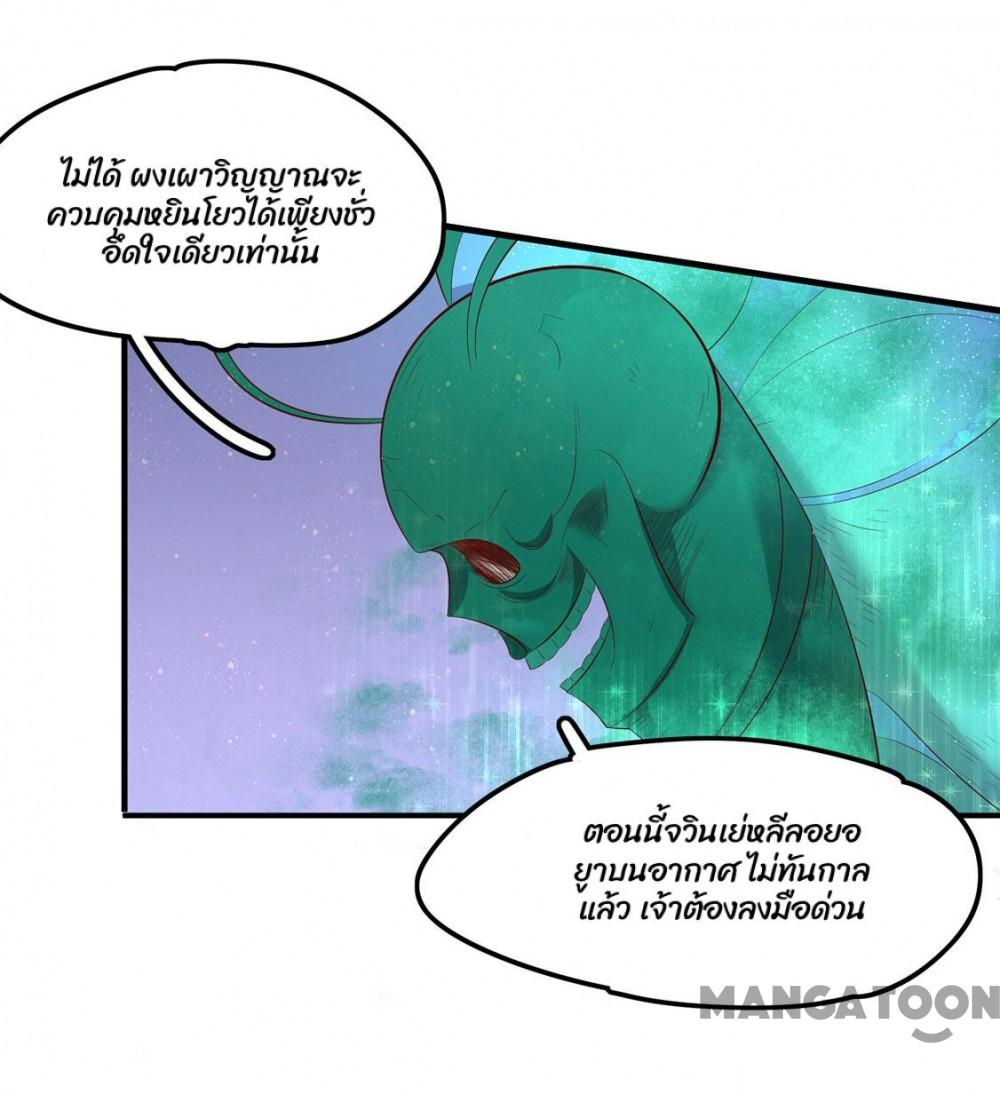 ไม่ได้ ผงเผาวิญญาณจะ
ควบคุมหยินโยวได้เพียงชั่ว
อึดใจเดียวเท่านั้น
ตอนนี้จวินเย่หลีลอยอ
ยูาบนอากาศ ไม่ทันกาล
แล้ว เจ้าต้องลงมือด่วน
MANGATOON